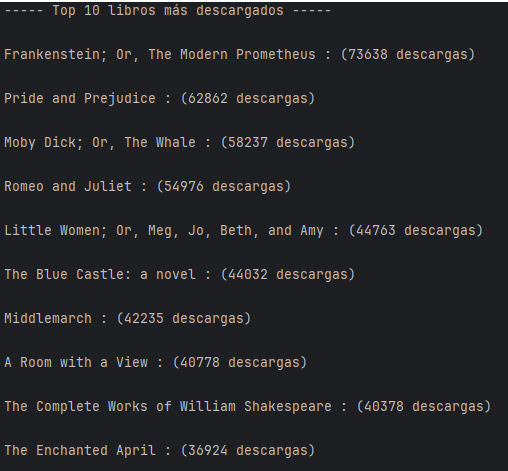 ----- Top 10 libros más descargados -----
Frankenstein; Or, The Modern Prometheus : (73638 descargas)
Pride and Prejudice : (62862 descargas)
Moby Dick; Or, The Whale : (58237 descargas)
Romeo and Juliet : (54976 descargas)
Little Women; Or, Meg, Jo, Beth, and Amy : (44763 descargas)
The Blue Castle: a novel : (44032 descargas)
Middlemarch : (42235 descargas)
A Room with a View : (40778 descargas)
The Complete Works of William Shakespeare : (40378 descargas)
The Enchanted April : (36924 descargas)